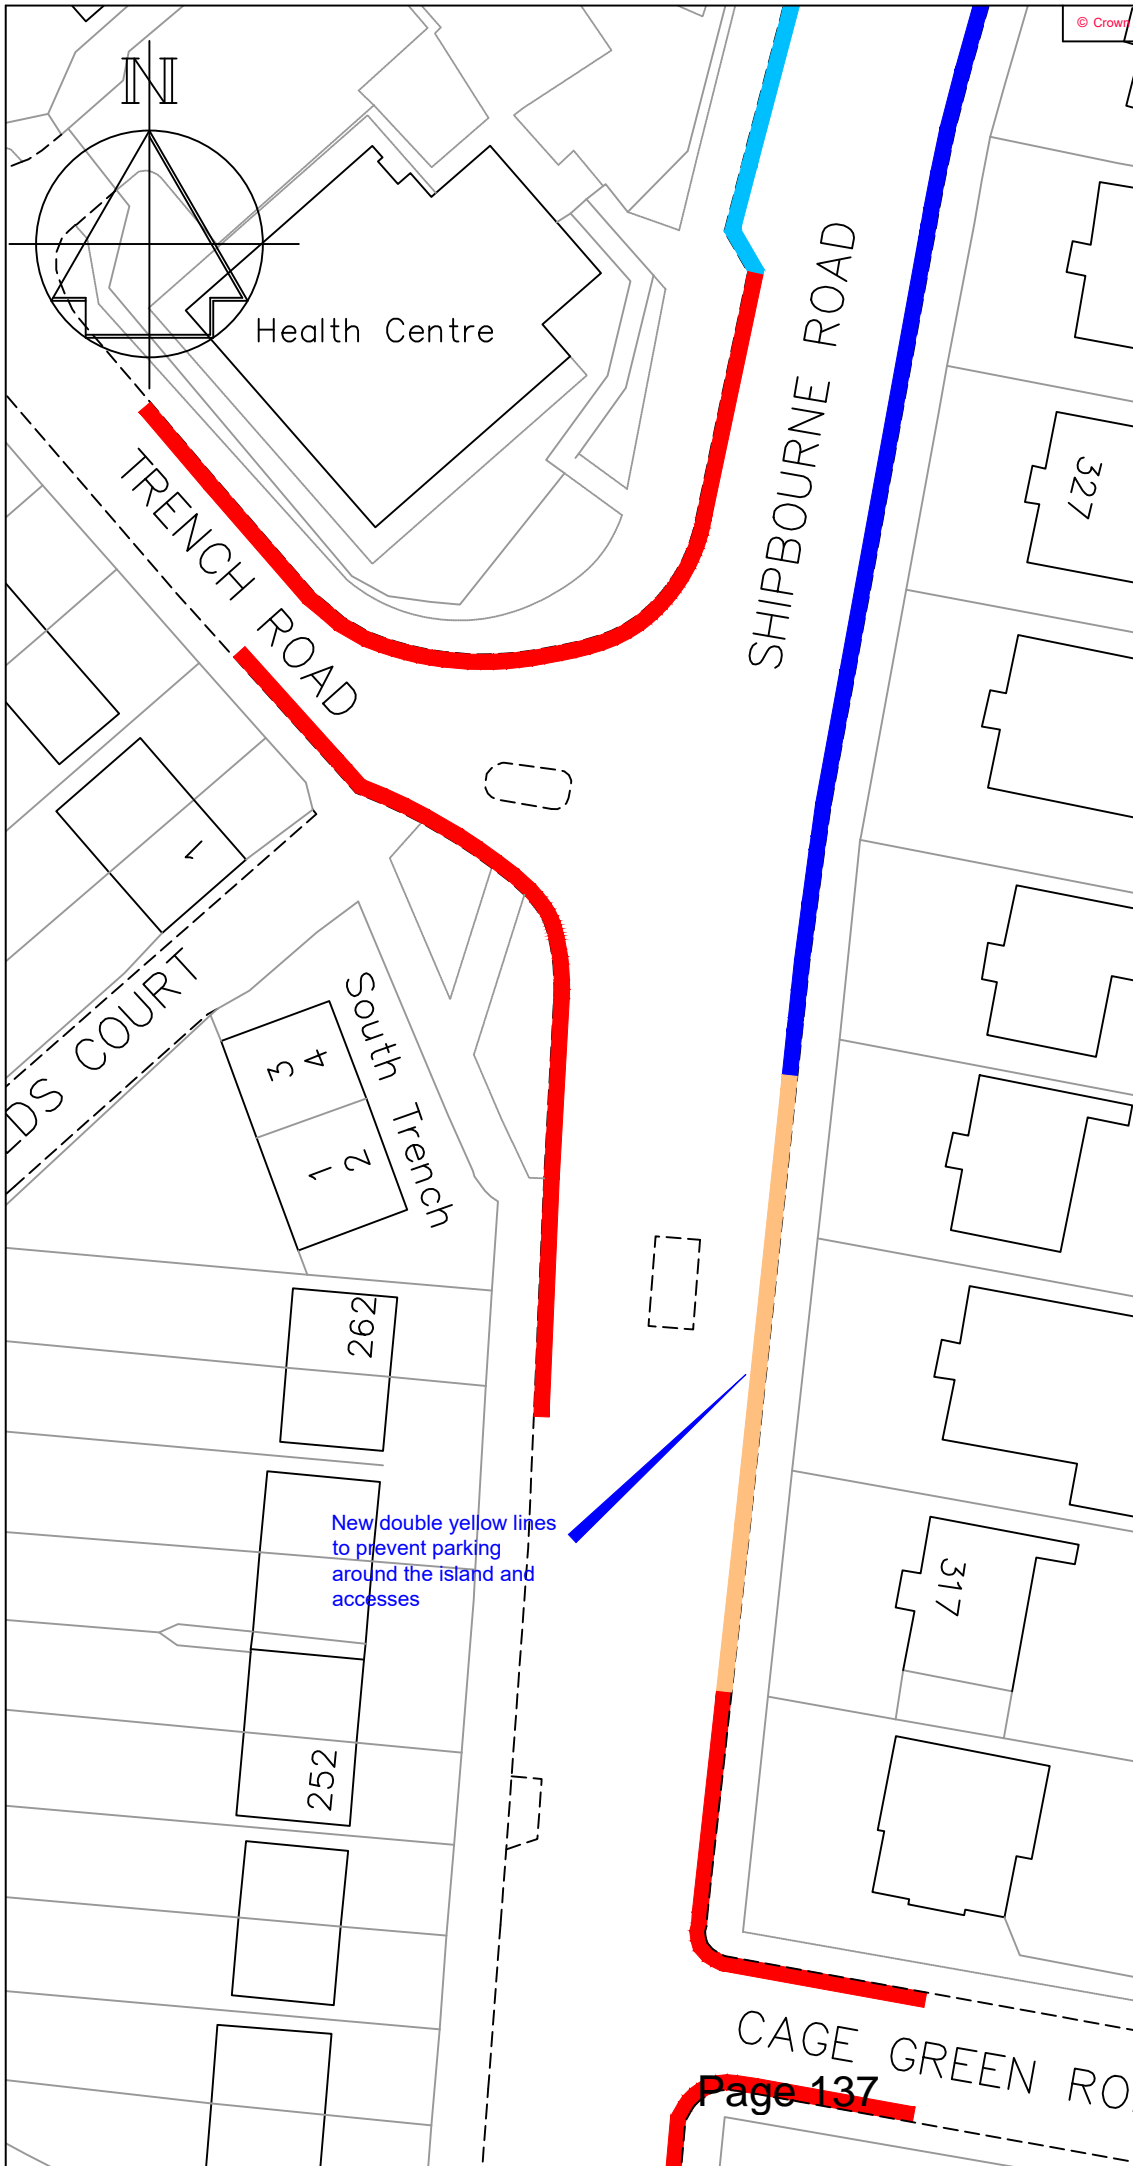 © Crown
N
Health Centre
SHIPBOURNE ROAD
TRENCH ROAD
327
1
DS COURT
South Trench
3
4
1
2
262
New double yellow lines
to prevent parking
around the island and
accesses
317
252
CAGE GREEN RO
Page 137